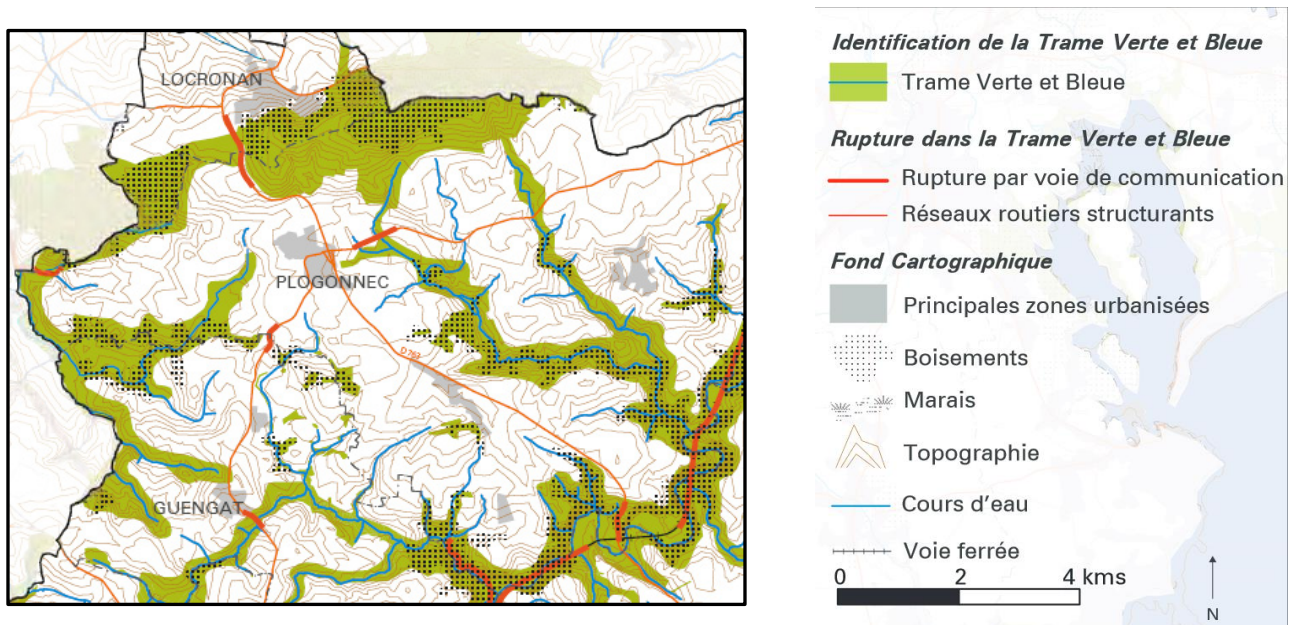 LOCRONAN
PLOGONNEC
GUENGAT
Identification de la Trame Verte et Bleue
Trame Verte et Bleue
Rupture dans la Trame Verte et Bleue
Rupture par voie de communication
Réseaux routiers structurants
Fond Cartographique
Principales zones urbanisées
Boisements
Marais
Topographie
Cours d'eau
Voie ferrée
0 2 4 kms
N